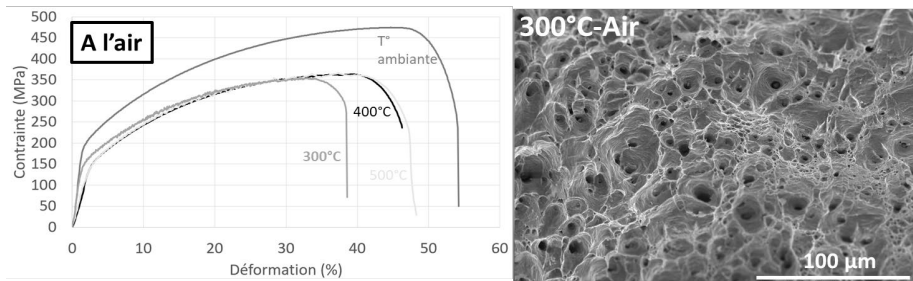 A l'air
Contrainte (MPa)
500
450
400
350
300
250
200
150
100
50
0
T°
ambiante
400°C
300°C
500°C
0 10 20 30 40 50 60
Déformation (%)
300°C-Air
100 µm